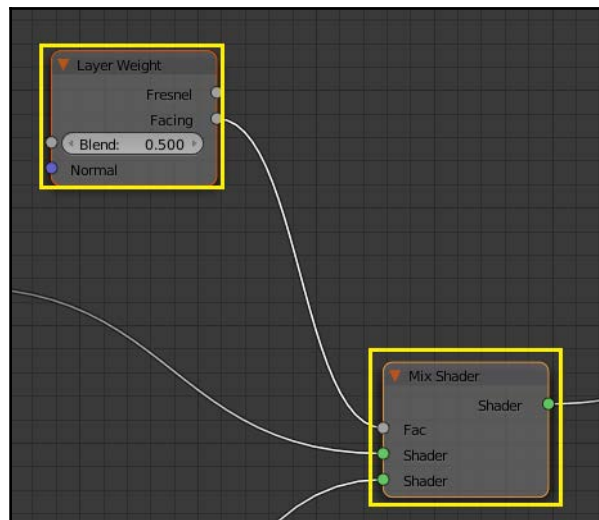 Layer Weight
Fresnel
Facing
Blend: 0.500
Normal
Mix Shader
Shader
Fac
Shader
Shader